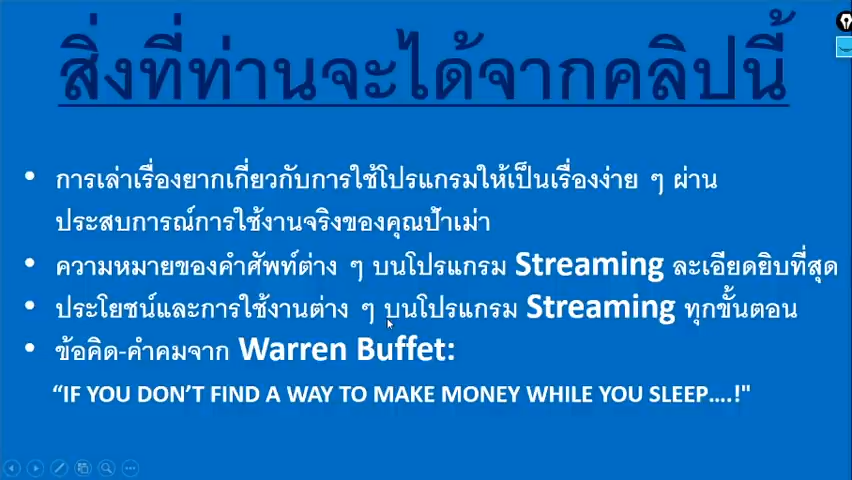 สิ่งที่ท่านจะได้จากคลิปนี้
• การเล่าเรื่องยากเกี่ยวกับการใช้โปรแกรมให้เป็นเรื่องง่าย ๆ ผ่าน
ประสบการณ์การใช้งานจริงของคุณป้าเม่า
• ความหมายของคำศัพท์ต่าง ๆ บนโปรแกรม Streaming ละเอียดยิบที่สุด
• ประโยชน์และการใช้งานต่าง ๆ บนโปรแกรม Streaming ทุกขั้นตอน
• ข้อคิด-คำคมจาก Warren Buffet:
“IF YOU DON’T FIND A WAY TO MAKE MONEY WHILE YOU SLEEP....!"